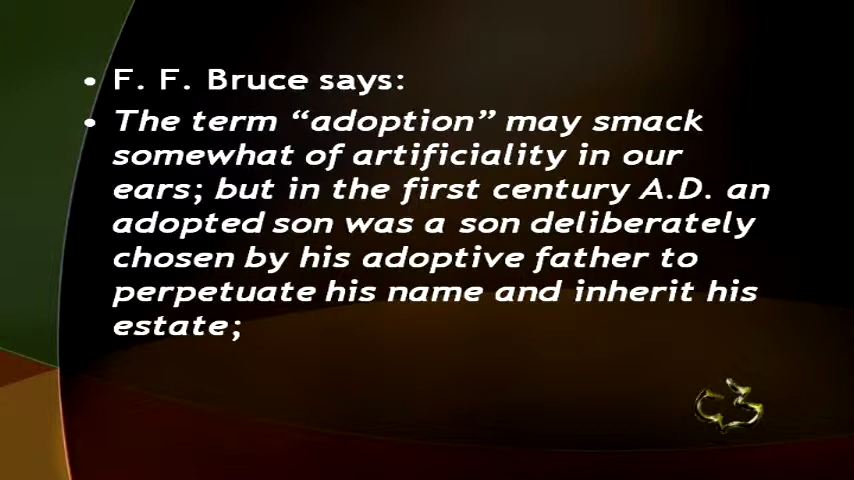 • F. F. Bruce says:
• The term “adoption” may smack
somewhat of artificiality in our
ears; but in the first century A.D. an
adopted son was a son deliberately
chosen by his adoptive father to
perpetuate his name and inherit his
estate;
C3